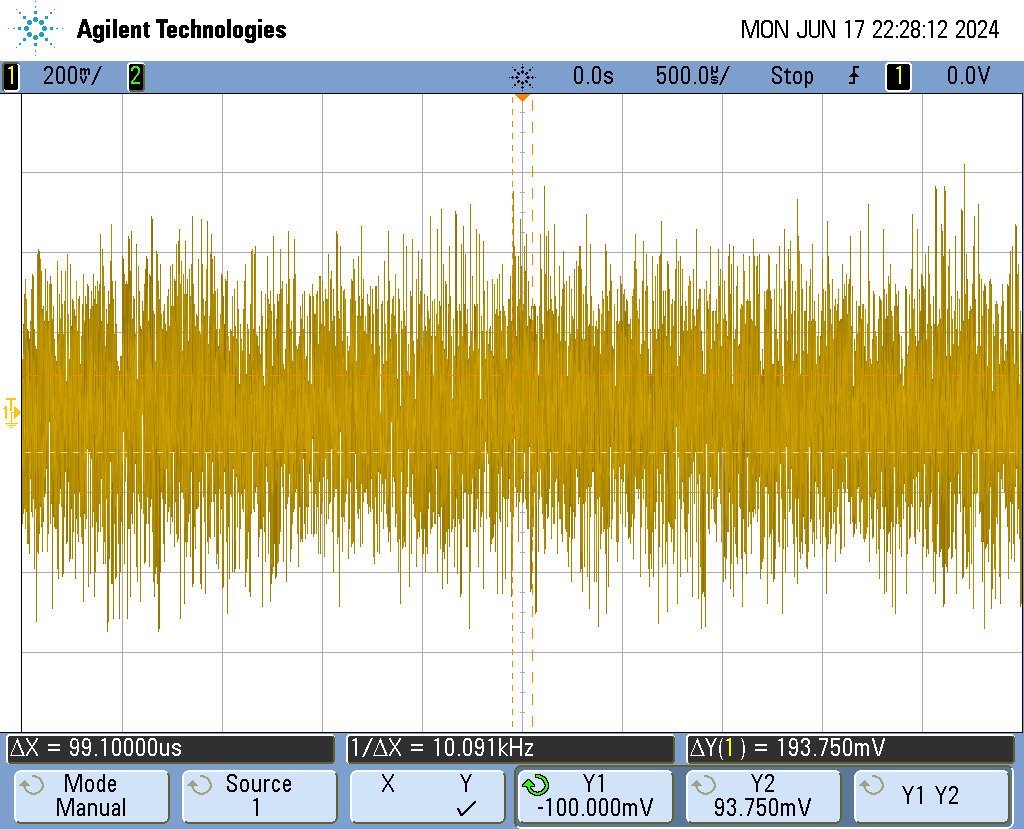 Agilent Technologies
MON JUN 17 22:28:12 2024
1 200mV/ 2 0.0s 500.0us/ Stop 1 0.0V
T
1
ΔX = 99.10000us 1/ΔX = 10.091kHz ΔY(1) = 193.750mV
Mode Source X Y Y1 Y2 Y1 Y2
Manual 1 ✓ -100.000mV 93.750mV